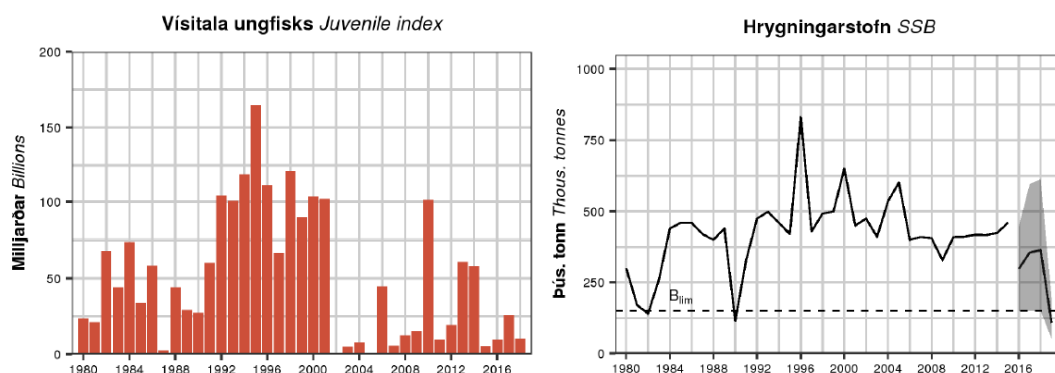 Vísitala ungfisks Juvenile index
Miljarðar Billions
200
150
100
50
0
1980 1984 1988 1992 1996 2000 2004 2008 2012 2016
Hrygningarstofn SSB
Þús. tonn Thous. tonnes
1000
750
500
250
0
Blim
1980 1984 1988 1992 1996 2000 2004 2008 2012 2016